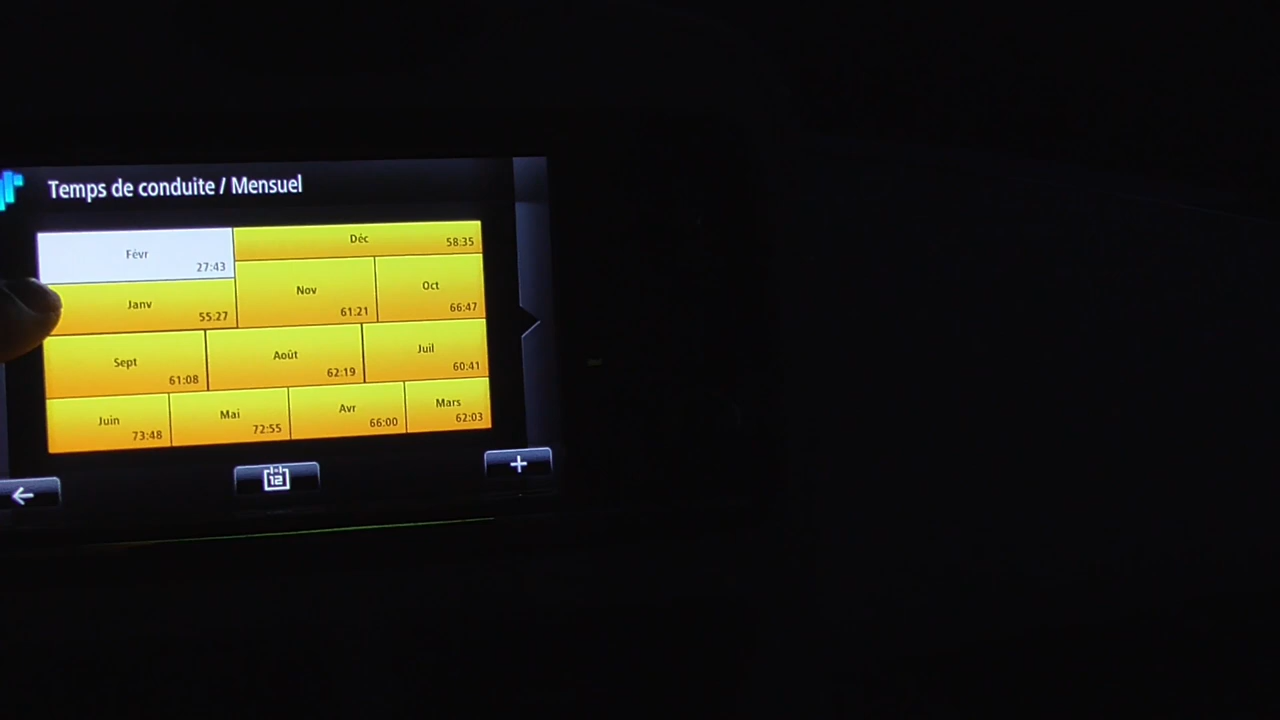 Temps de conduite / Mensuel
Févr
27:43
Déc
58:35
Janv
55:27
Nov
61:21
Oct
66:47
Sept
61:08
Août
62:19
Juil
60:41
Juin
73:48
Mai
72:55
Avr
66:00
Mars
62:03
12